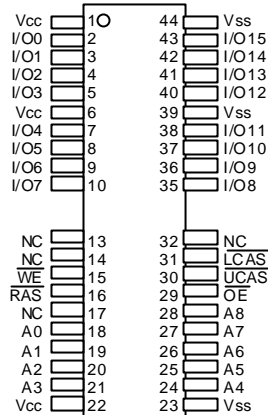 Vcc 1 44 Vss
I/O0 2 43 I/O15
I/O1 3 42 I/O14
I/O2 4 41 I/O13
I/O3 5 40 I/O12
Vcc 6 39 Vss
I/O4 7 38 I/O11
I/O5 8 37 I/O10
I/O6 9 36 I/O9
I/O7 10 35 I/O8
NC 13 32 NC
NC 14 31 LCAS
WE 15 30 UCAS
RAS 16 29 OE
NC 17 28 A8
A0 18 27 A7
A1 19 26 A6
A2 20 25 A5
A3 21 24 A4
Vcc 22 23 Vss